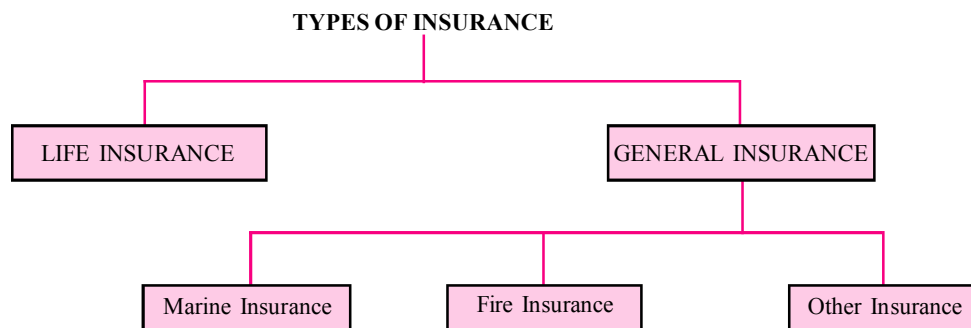 TYPES OF INSURANCE
LIFE INSURANCE
GENERAL INSURANCE
Marine Insurance
Fire Insurance
Other Insurance